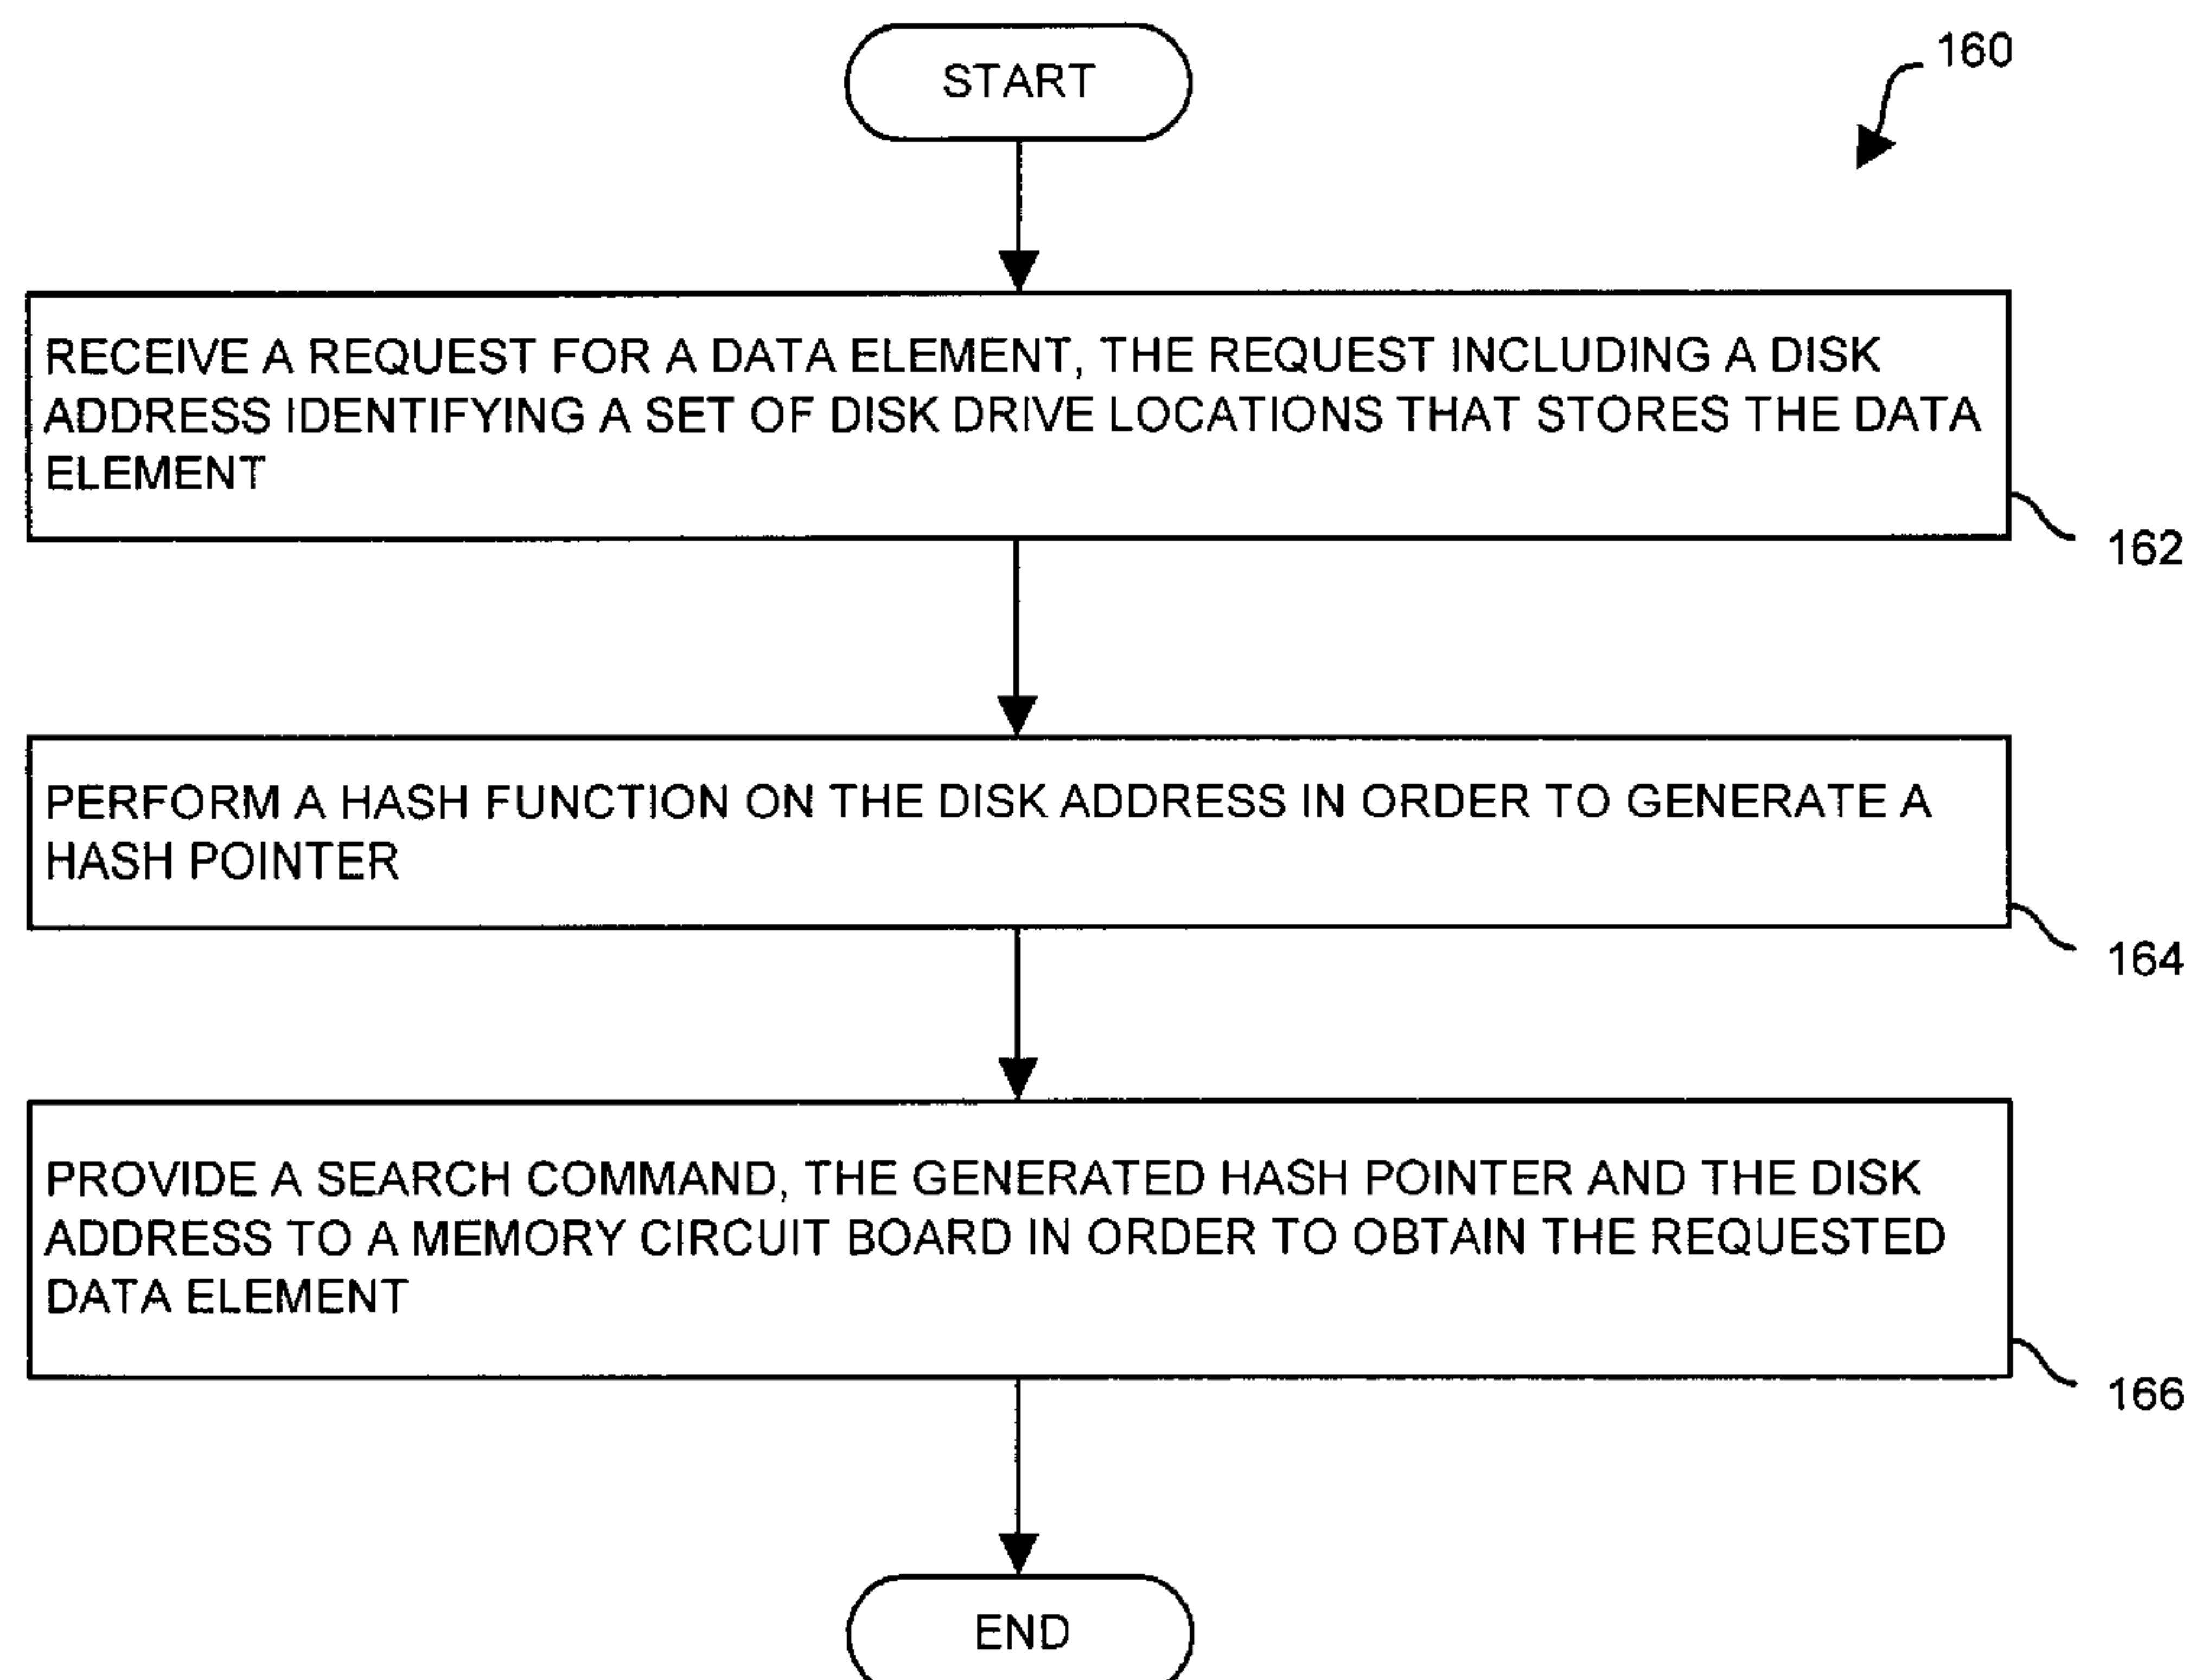 START
160
RECEIVE A REQUEST FOR A DATA ELEMENT, THE REQUEST INCLUDING A DISK
ADDRESS IDENTIFYING A SET OF DISK DRIVE LOCATIONS THAT STORES THE DATA
ELEMENT
162
PERFORM A HASH FUNCTION ON THE DISK ADDRESS IN ORDER TO GENERATE A
HASH POINTER
164
PROVIDE A SEARCH COMMAND, THE GENERATED HASH POINTER AND THE DISK
ADDRESS TO A MEMORY CIRCUIT BOARD IN ORDER TO OBTAIN THE REQUESTED
DATA ELEMENT
166
END